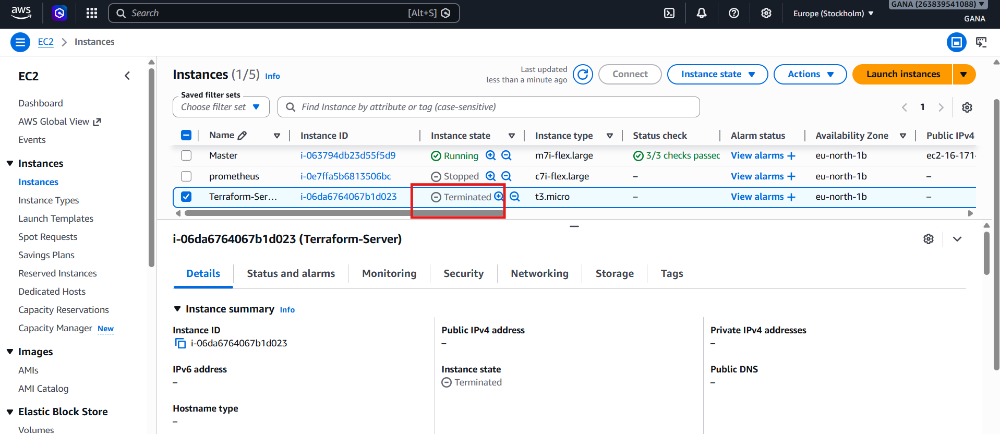 aws
Search
[Alt+S]
Europe (Stockholm)
GANA (263839541088)
GANA
EC2
Instances
EC2
Dashboard
AWS Global View
Events
Instances
Instances
Instance Types
Launch Templates
Spot Requests
Savings Plans
Reserved Instances
Dedicated Hosts
Capacity Reservations
Capacity Manager New
Images
AMIs
AMI Catalog
Elastic Block Store
Volumes
Instances (1/5) Info
Last updated
less than a minute ago
Connect
Instance state
Actions
Launch instances
Saved filter sets
Choose filter set
Find Instance by attribute or tag (case-sensitive)
1
Name Instance ID Instance state Instance type Status check Alarm status Availability Zone Public IPv4
Master i-063794db23d55f5d9 Running m7i-flex.large 3/3 checks passed View alarms + eu-north-1b ec2-16-171-
prometheus i-0e7ffa5b6813506bc Stopped c7i-flex.large – View alarms + eu-north-1b –
Terraform-Ser... i-06da6764067b1d023 Terminated t3.micro – View alarms + eu-north-1b –
i-06da6764067b1d023 (Terraform-Server)
Details Status and alarms Monitoring Security Networking Storage Tags
Instance summary Info
Instance ID
i-06da6764067b1d023
Public IPv4 address
–
Private IPv4 addresses
–
IPv6 address
–
Instance state
Terminated
Public DNS
–
Hostname type
–